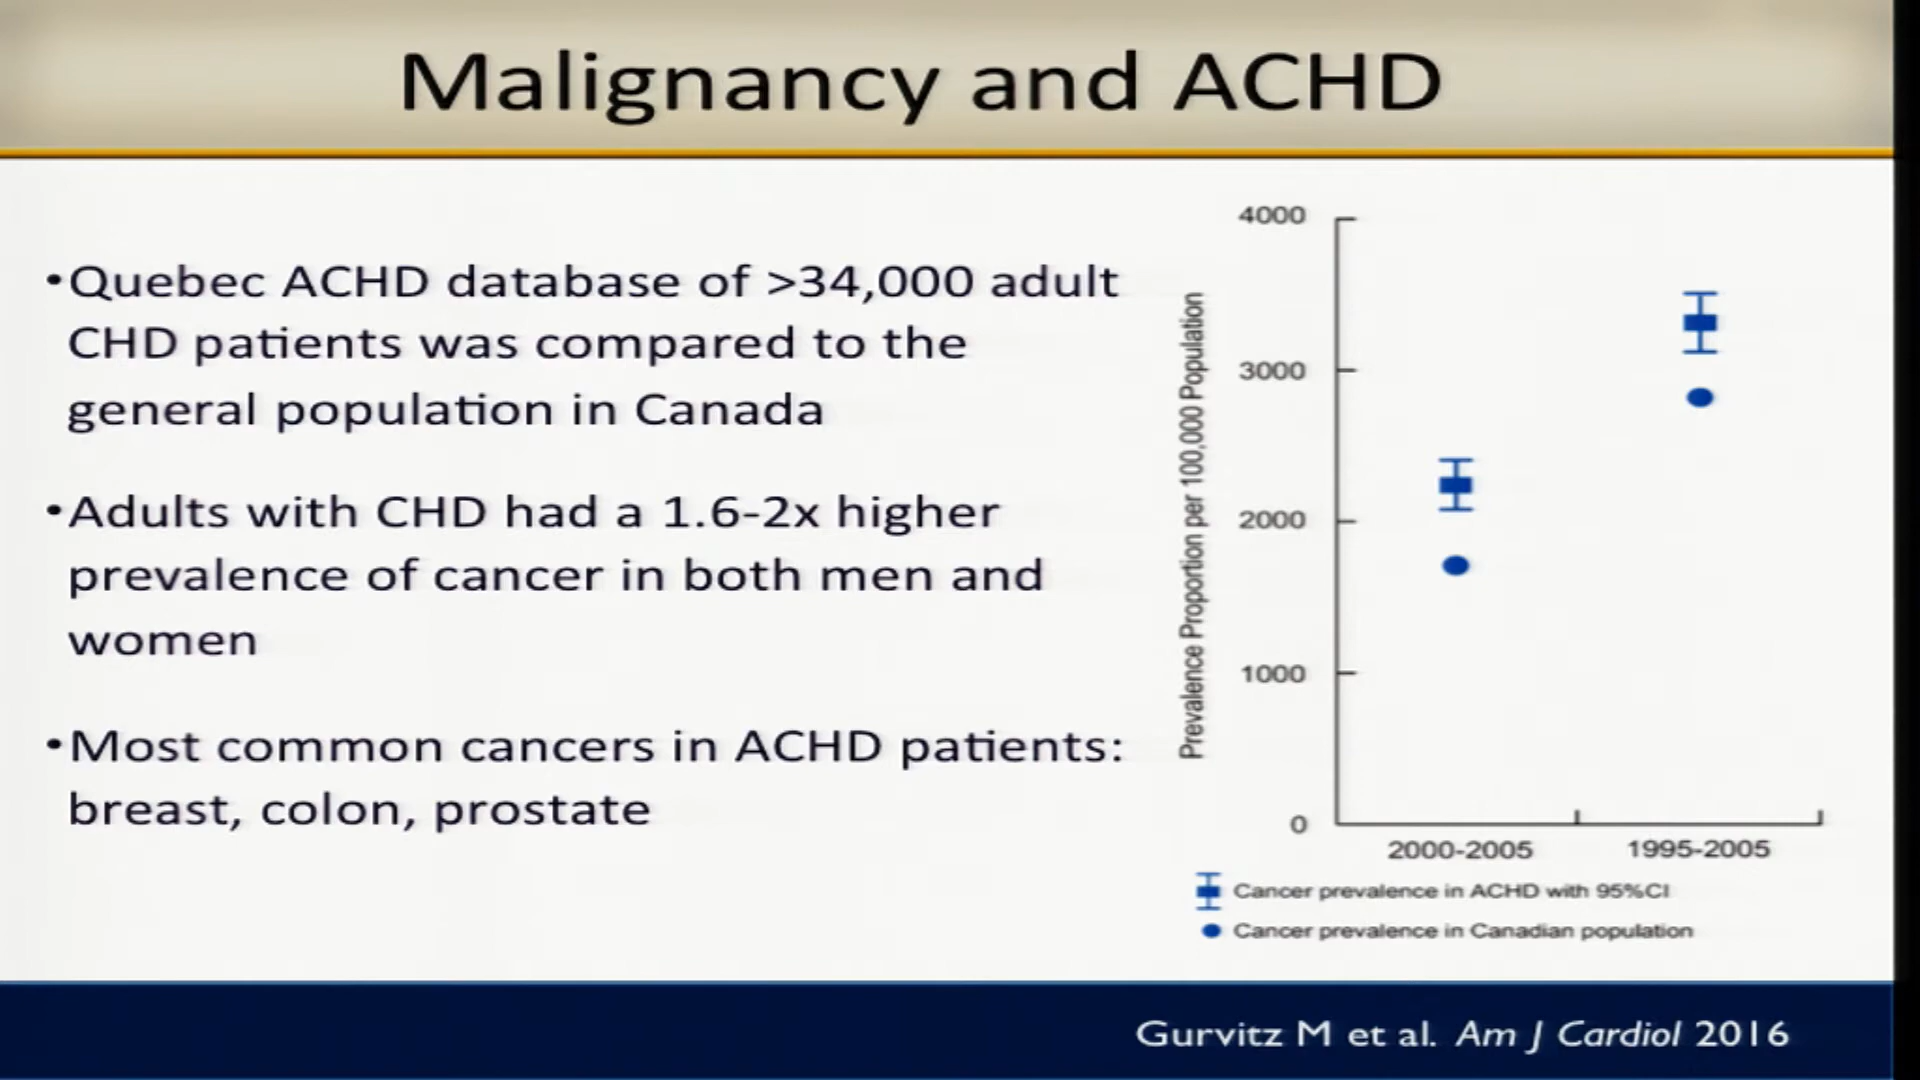 Malignancy and ACHD
•Quebec ACHD database of >34,000 adult
CHD patients was compared to the
general population in Canada
•Adults with CHD had a 1.6-2x higher
prevalence of cancer in both men and
women
•Most common cancers in ACHD patients:
breast, colon, prostate
Prevalence Proportion per 100,000 Population
4000
3000
2000
1000
0
2000-2005 1995-2005
Cancer prevalence in ACHD with 95%CI
Cancer prevalence in Canadian population
Gurvitz M et al. Am J Cardiol 2016